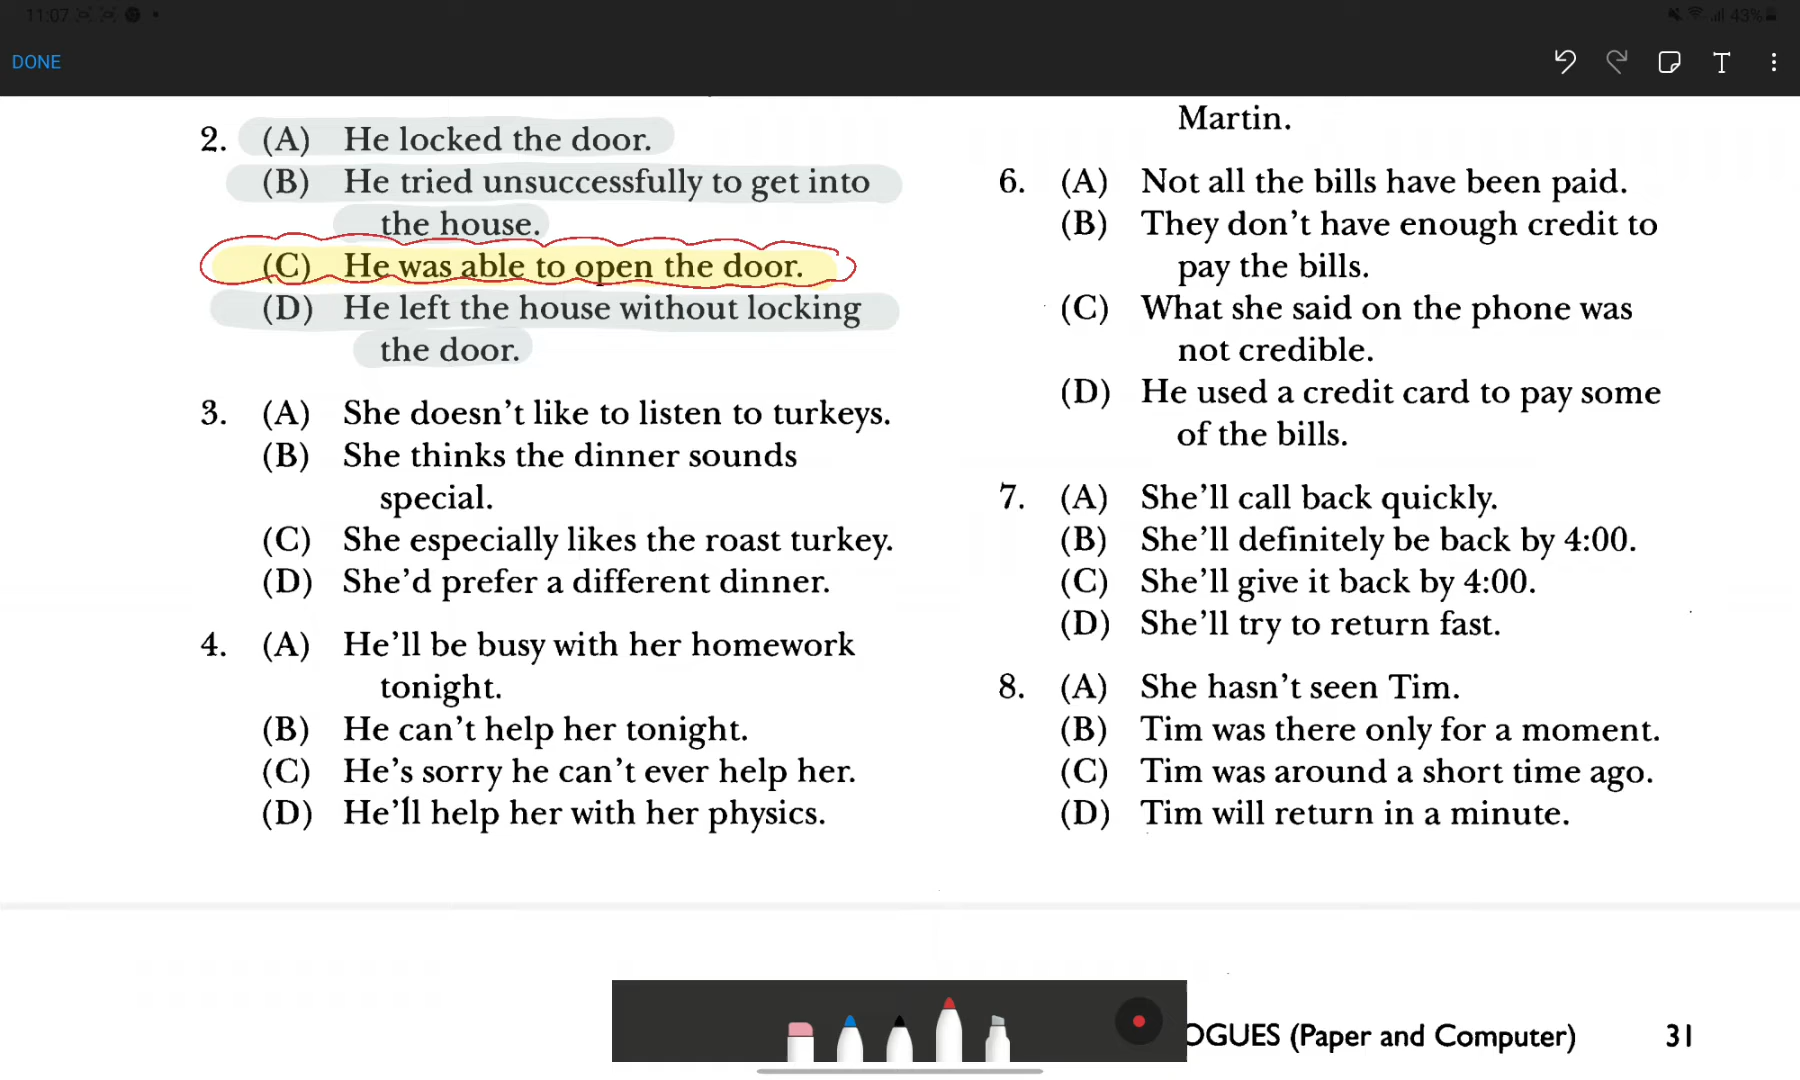 11:07
43%
DONE
T
2. (A) He locked the door.
(B) He tried unsuccessfully to get into
the house.
(C) He was able to open the door.
(D) He left the house without locking
the door.
3. (A) She doesn't like to listen to turkeys.
(B) She thinks the dinner sounds
special.
(C) She especially likes the roast turkey.
(D) She'd prefer a different dinner.
4. (A) He'll be busy with her homework
tonight.
(B) He can't help her tonight.
(C) He's sorry he can't ever help her.
(D) He'll help her with her physics.
Martin.
6. (A) Not all the bills have been paid.
(B) They don't have enough credit to
pay the bills.
(C) What she said on the phone was
not credible.
(D) He used a credit card to pay some
of the bills.
7. (A) She'll call back quickly.
(B) She'll definitely be back by 4:00.
(C) She'll give it back by 4:00.
(D) She'll try to return fast.
8. (A) She hasn't seen Tim.
(B) Tim was there only for a moment.
(C) Tim was around a short time ago.
(D) Tim will return in a minute.
OGUES (Paper and Computer) 31